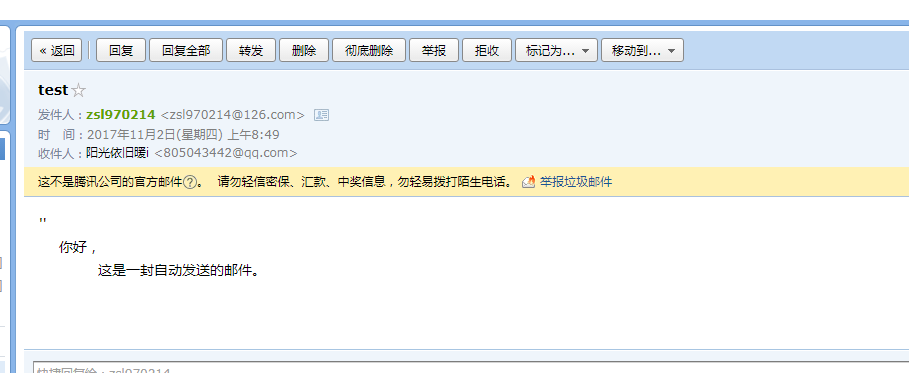 « 返回 回复 回复全部 转发 删除 彻底删除 举报 拒收 标记为... 移动到...
test☆
发件人：zsl970214 <zsl970214@126.com>
时　间：2017年11月2日(星期四) 上午8:49
收件人：阳光依旧暖i <805043442@qq.com>
这不是腾讯公司的官方邮件?。 请勿轻信密保、汇款、中奖信息，勿轻易拨打陌生电话。 举报垃圾邮件
"
你好，
这是一封自动发送的邮件。
快捷回复给：zsl970214